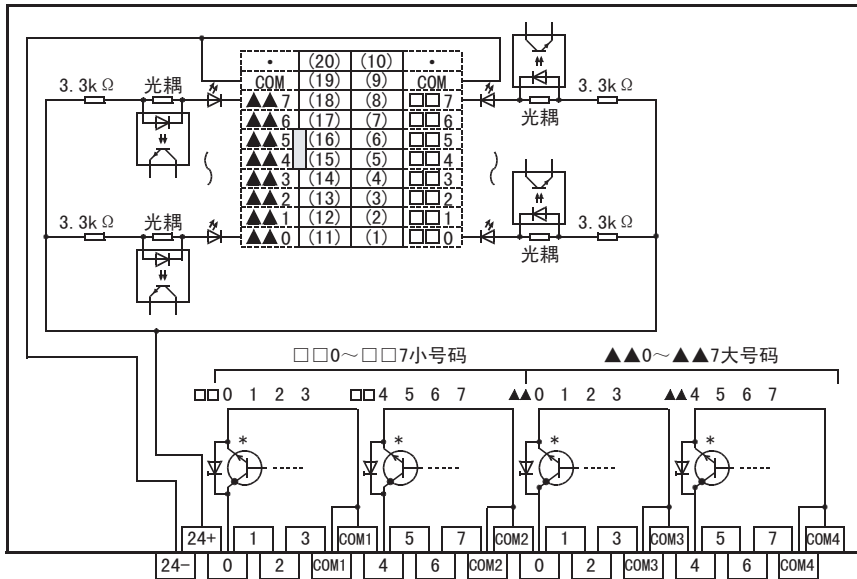 • (20) (10) •
COM (19) (9) COM
3.3kΩ 光耦 ▲▲7 (18) (8) □□7 光耦 3.3kΩ
▲▲6 (17) (7) □□6
▲▲5 (16) (6) □□5
▲▲4 (15) (5) □□4
▲▲3 (14) (4) □□3
▲▲2 (13) (3) □□2
▲▲1 (12) (2) □□1
3.3kΩ 光耦 ▲▲0 (11) (1) □□0 光耦 3.3kΩ
□□0～□□7小号码 ▲▲0～▲▲7大号码
□□0 1 2 3 □□4 5 6 7 ▲▲0 1 2 3 ▲▲4 5 6 7
* * * *
24+ 1 3 COM1 5 7 COM2 1 3 COM3 5 7 COM4
24- 0 2 COM1 4 6 COM2 0 2 COM3 4 6 COM4